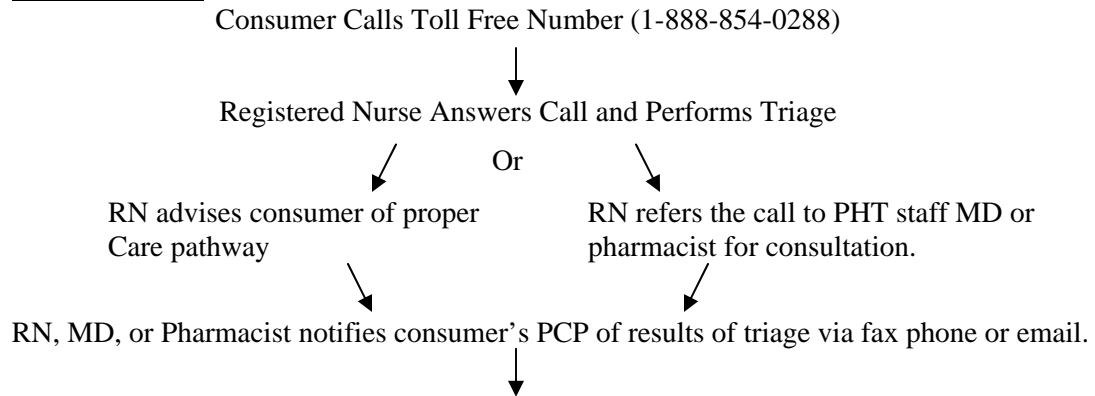 Consumer Calls Toll Free Number (1-888-854-0288)
Registered Nurse Answers Call and Performs Triage
Or
RN advises consumer of proper
Care pathway
RN refers the call to PHT staff MD or
pharmacist for consultation.
RN, MD, or Pharmacist notifies consumer’s PCP of results of triage via fax phone or email.